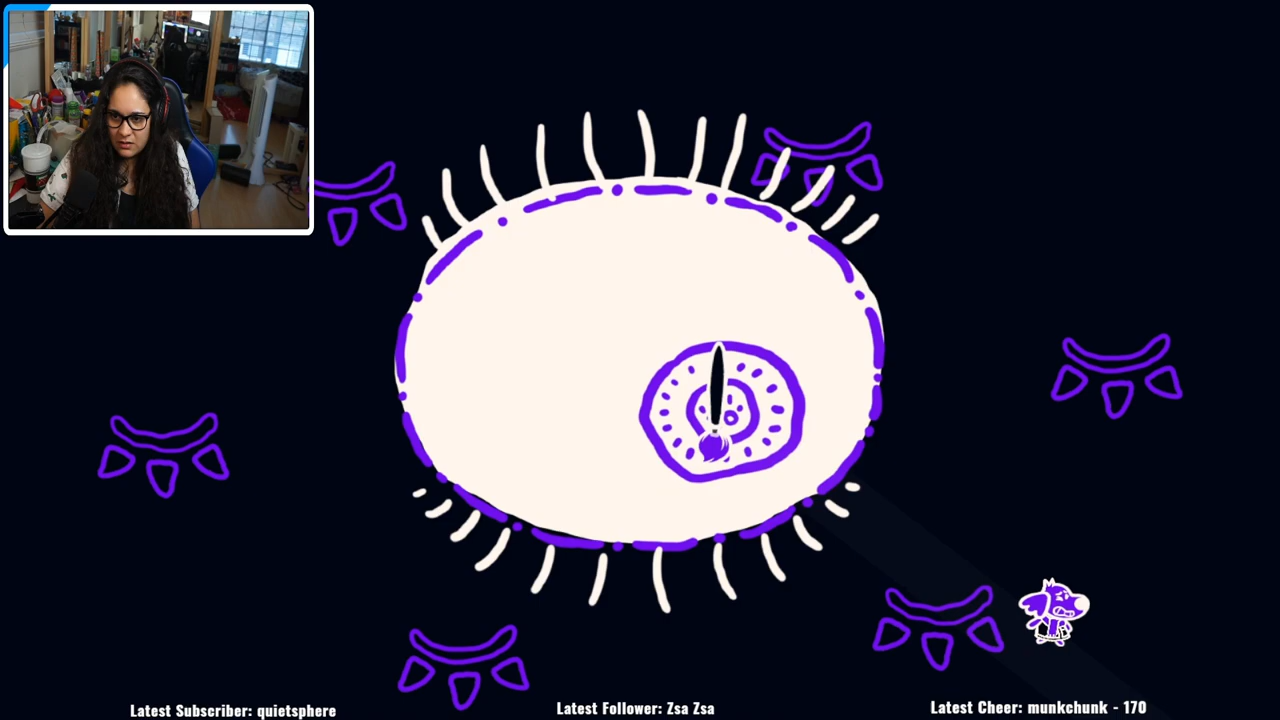 Latest Subscriber: quietsphere
Latest Follower: Zsa Zsa
Latest Cheer: munkchunk - 170